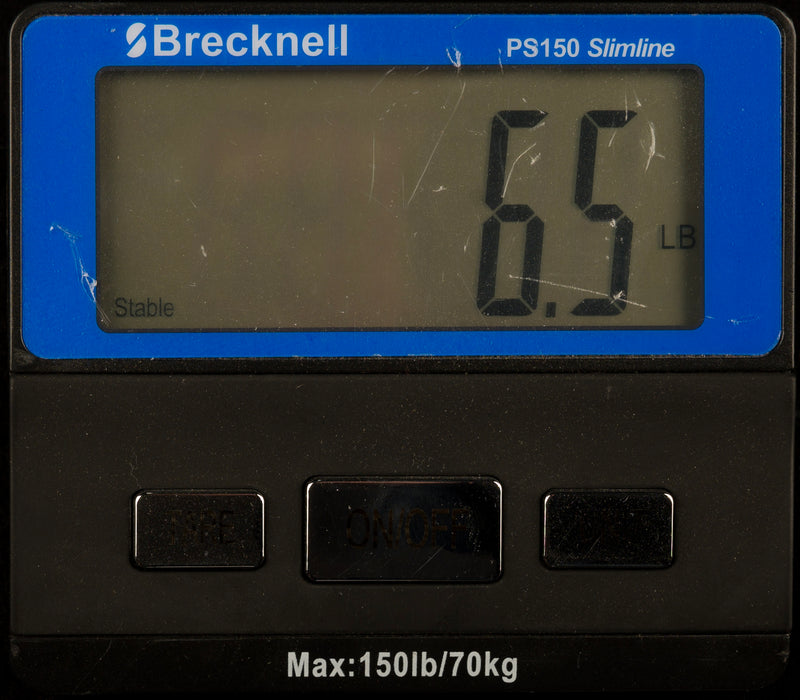 Brecknell
PS150 Slimline
6.5
LB
Stable
ON/OFF
Max:150lb/70kg